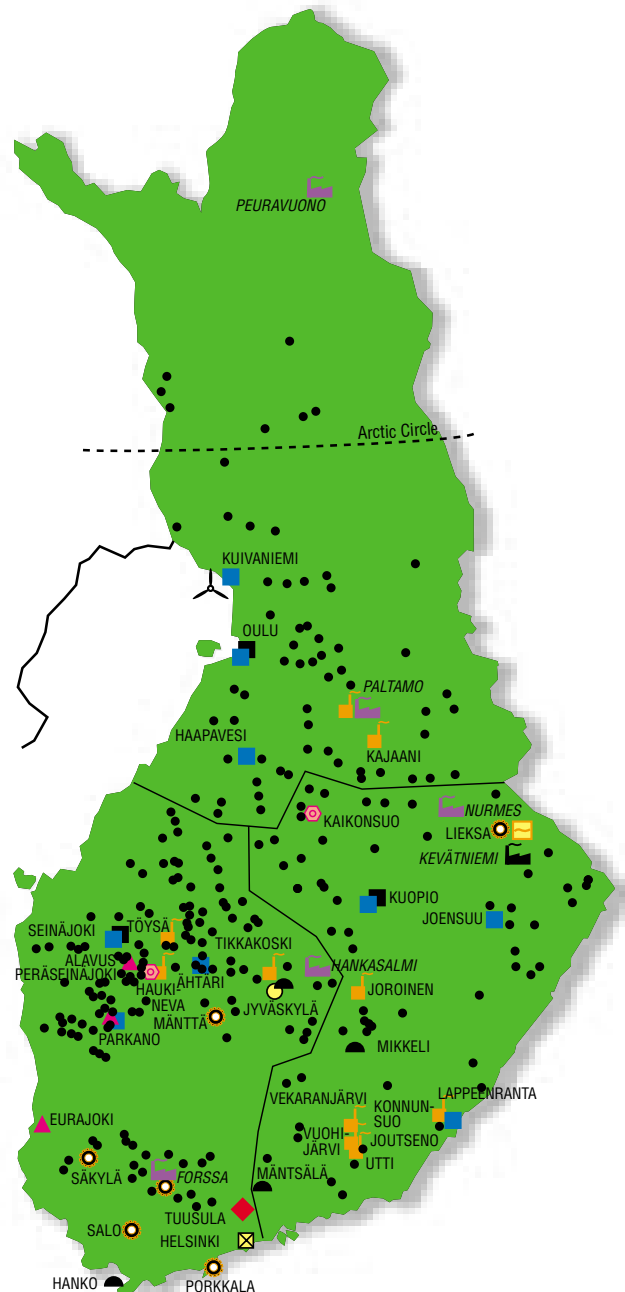 PEURAVUONO
Arctic Circle
KUIVANIEMI
OULU
PALTAMO
HAAPAVESI
KAJAANI
NURMES
KAIKONSUO
LIEKSA
KEVÄTNIEMI
KUOPIO
JOENSUU
SEINÄJOKI
TÖYSÄ
TIKKAKOSKI
ALAVUS
PERÄSEINÄJOKI
HANKASALMI
ÄHTÄRI
HAUKI
NEVA
JOROINEN
JYVÄSKYLÄ
MÄNTTÄ
PARKANO
MIKKELI
LAPPEENRANTA
VEKARANJÄRVI
KONNUN-
SUO
EURAJOKI
VUOHI-
JÄRVI
JOUTSENO
UTTI
MÄNTSÄLÄ
SÄKYLÄ
FORSSA
TUUSULA
SALO
HELSINKI
HANKO
PORKKALA